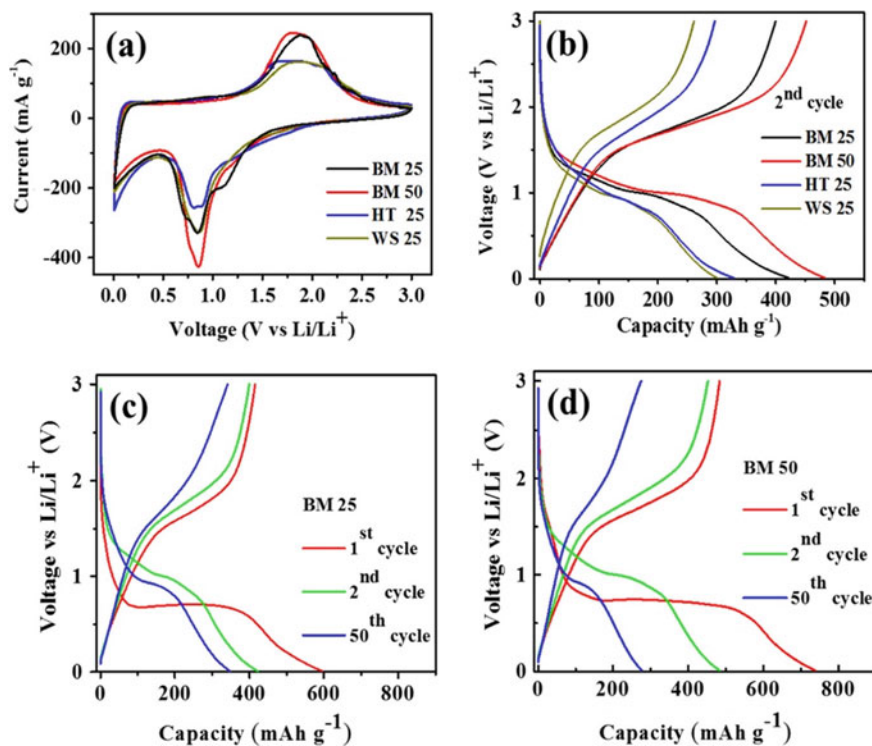 (a)
Current (mA g⁻¹)
200
0
-200
-400
BM 25
BM 50
HT 25
WS 25
0.0 0.5 1.0 1.5 2.0 2.5 3.0
Voltage (V vs Li/Li⁺)
(b)
Voltage (V vs Li/Li⁺)
3
2
1
0
2ⁿᵈ cycle
BM 25
BM 50
HT 25
WS 25
0 100 200 300 400 500
Capacity (mAh g⁻¹)
(c)
Voltage vs Li/Li⁺ (V)
3
2
1
0
BM 25
1ˢᵗ cycle
2ⁿᵈ cycle
50ᵗʰ cycle
0 200 400 600 800
Capacity (mAh g⁻¹)
(d)
Voltage vs Li/Li⁺ (V)
3
2
1
0
BM 50
1ˢᵗ cycle
2ⁿᵈ cycle
50ᵗʰ cycle
0 200 400 600 800
Capacity (mAh g⁻¹)